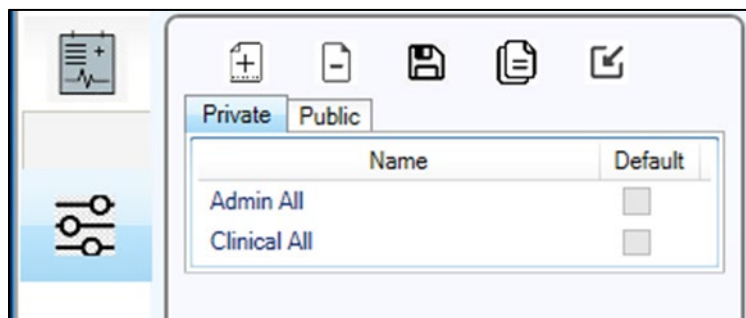 Private Public
Name Default
Admin All
Clinical All